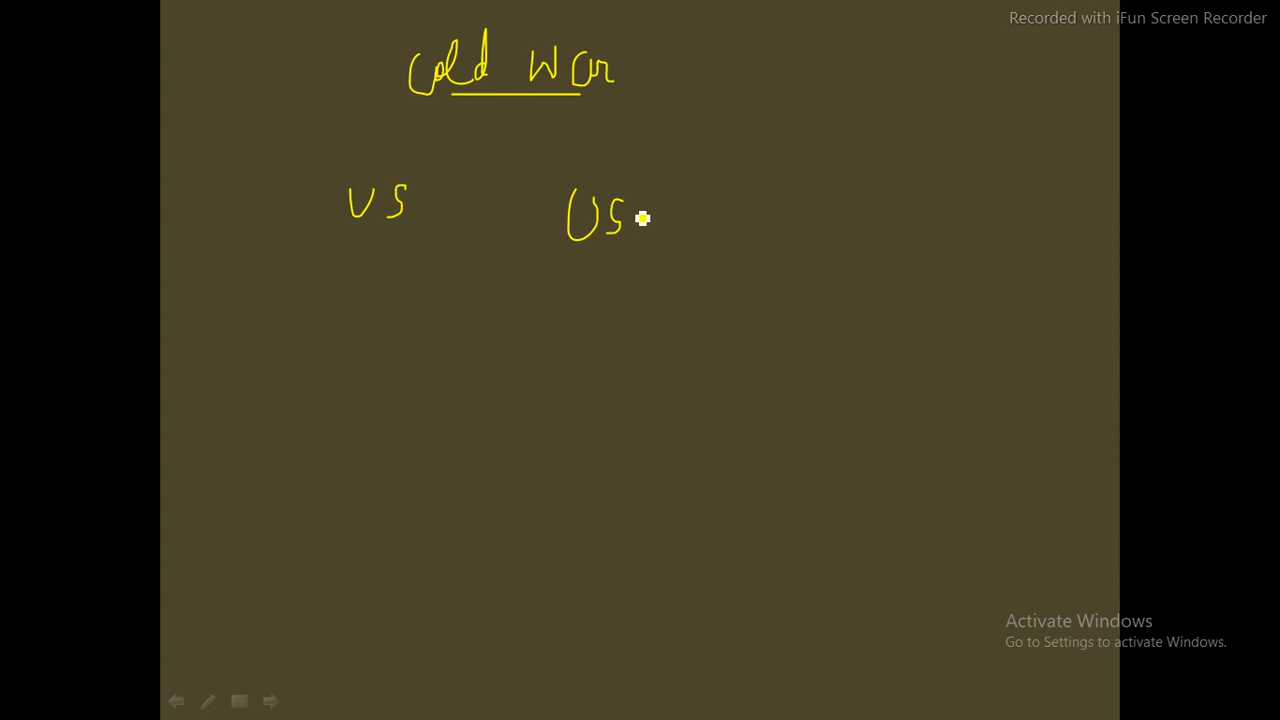 Recorded with iFun Screen Recorder
Cold War
US US
Activate Windows
Go to Settings to activate Windows.